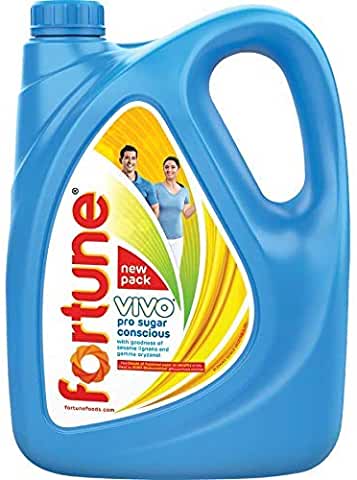 fortune®
new
pack
VIVO
pro sugar
conscious
with goodness of
sesame lignans and
gamma oryzanol
fortunefoods.com